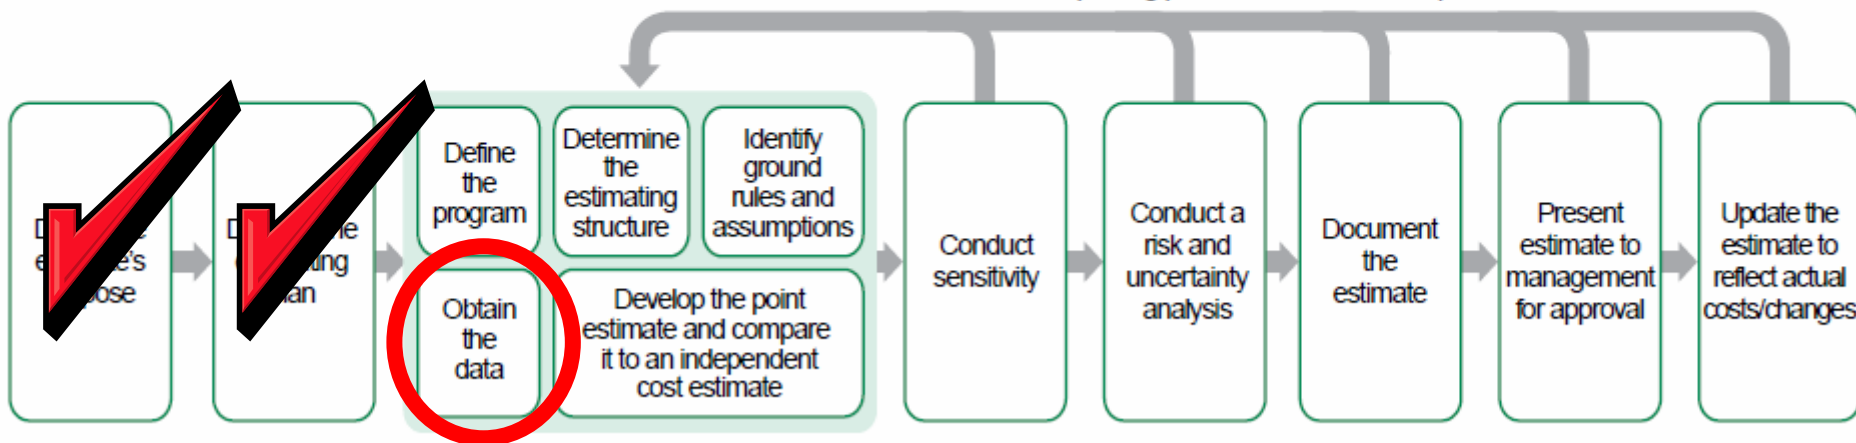 Define
the
program
Determine
the
estimating
structure
Identify
ground
rules and
assumptions
Obtain
the
data
Develop the point
estimate and compare
it to an independent
cost estimate
Conduct
sensitivity
Conduct a
risk and
uncertainty
analysis
Document
the
estimate
Present
estimate to
management
for approval
Update the
estimate to
reflect actual
costs/changes